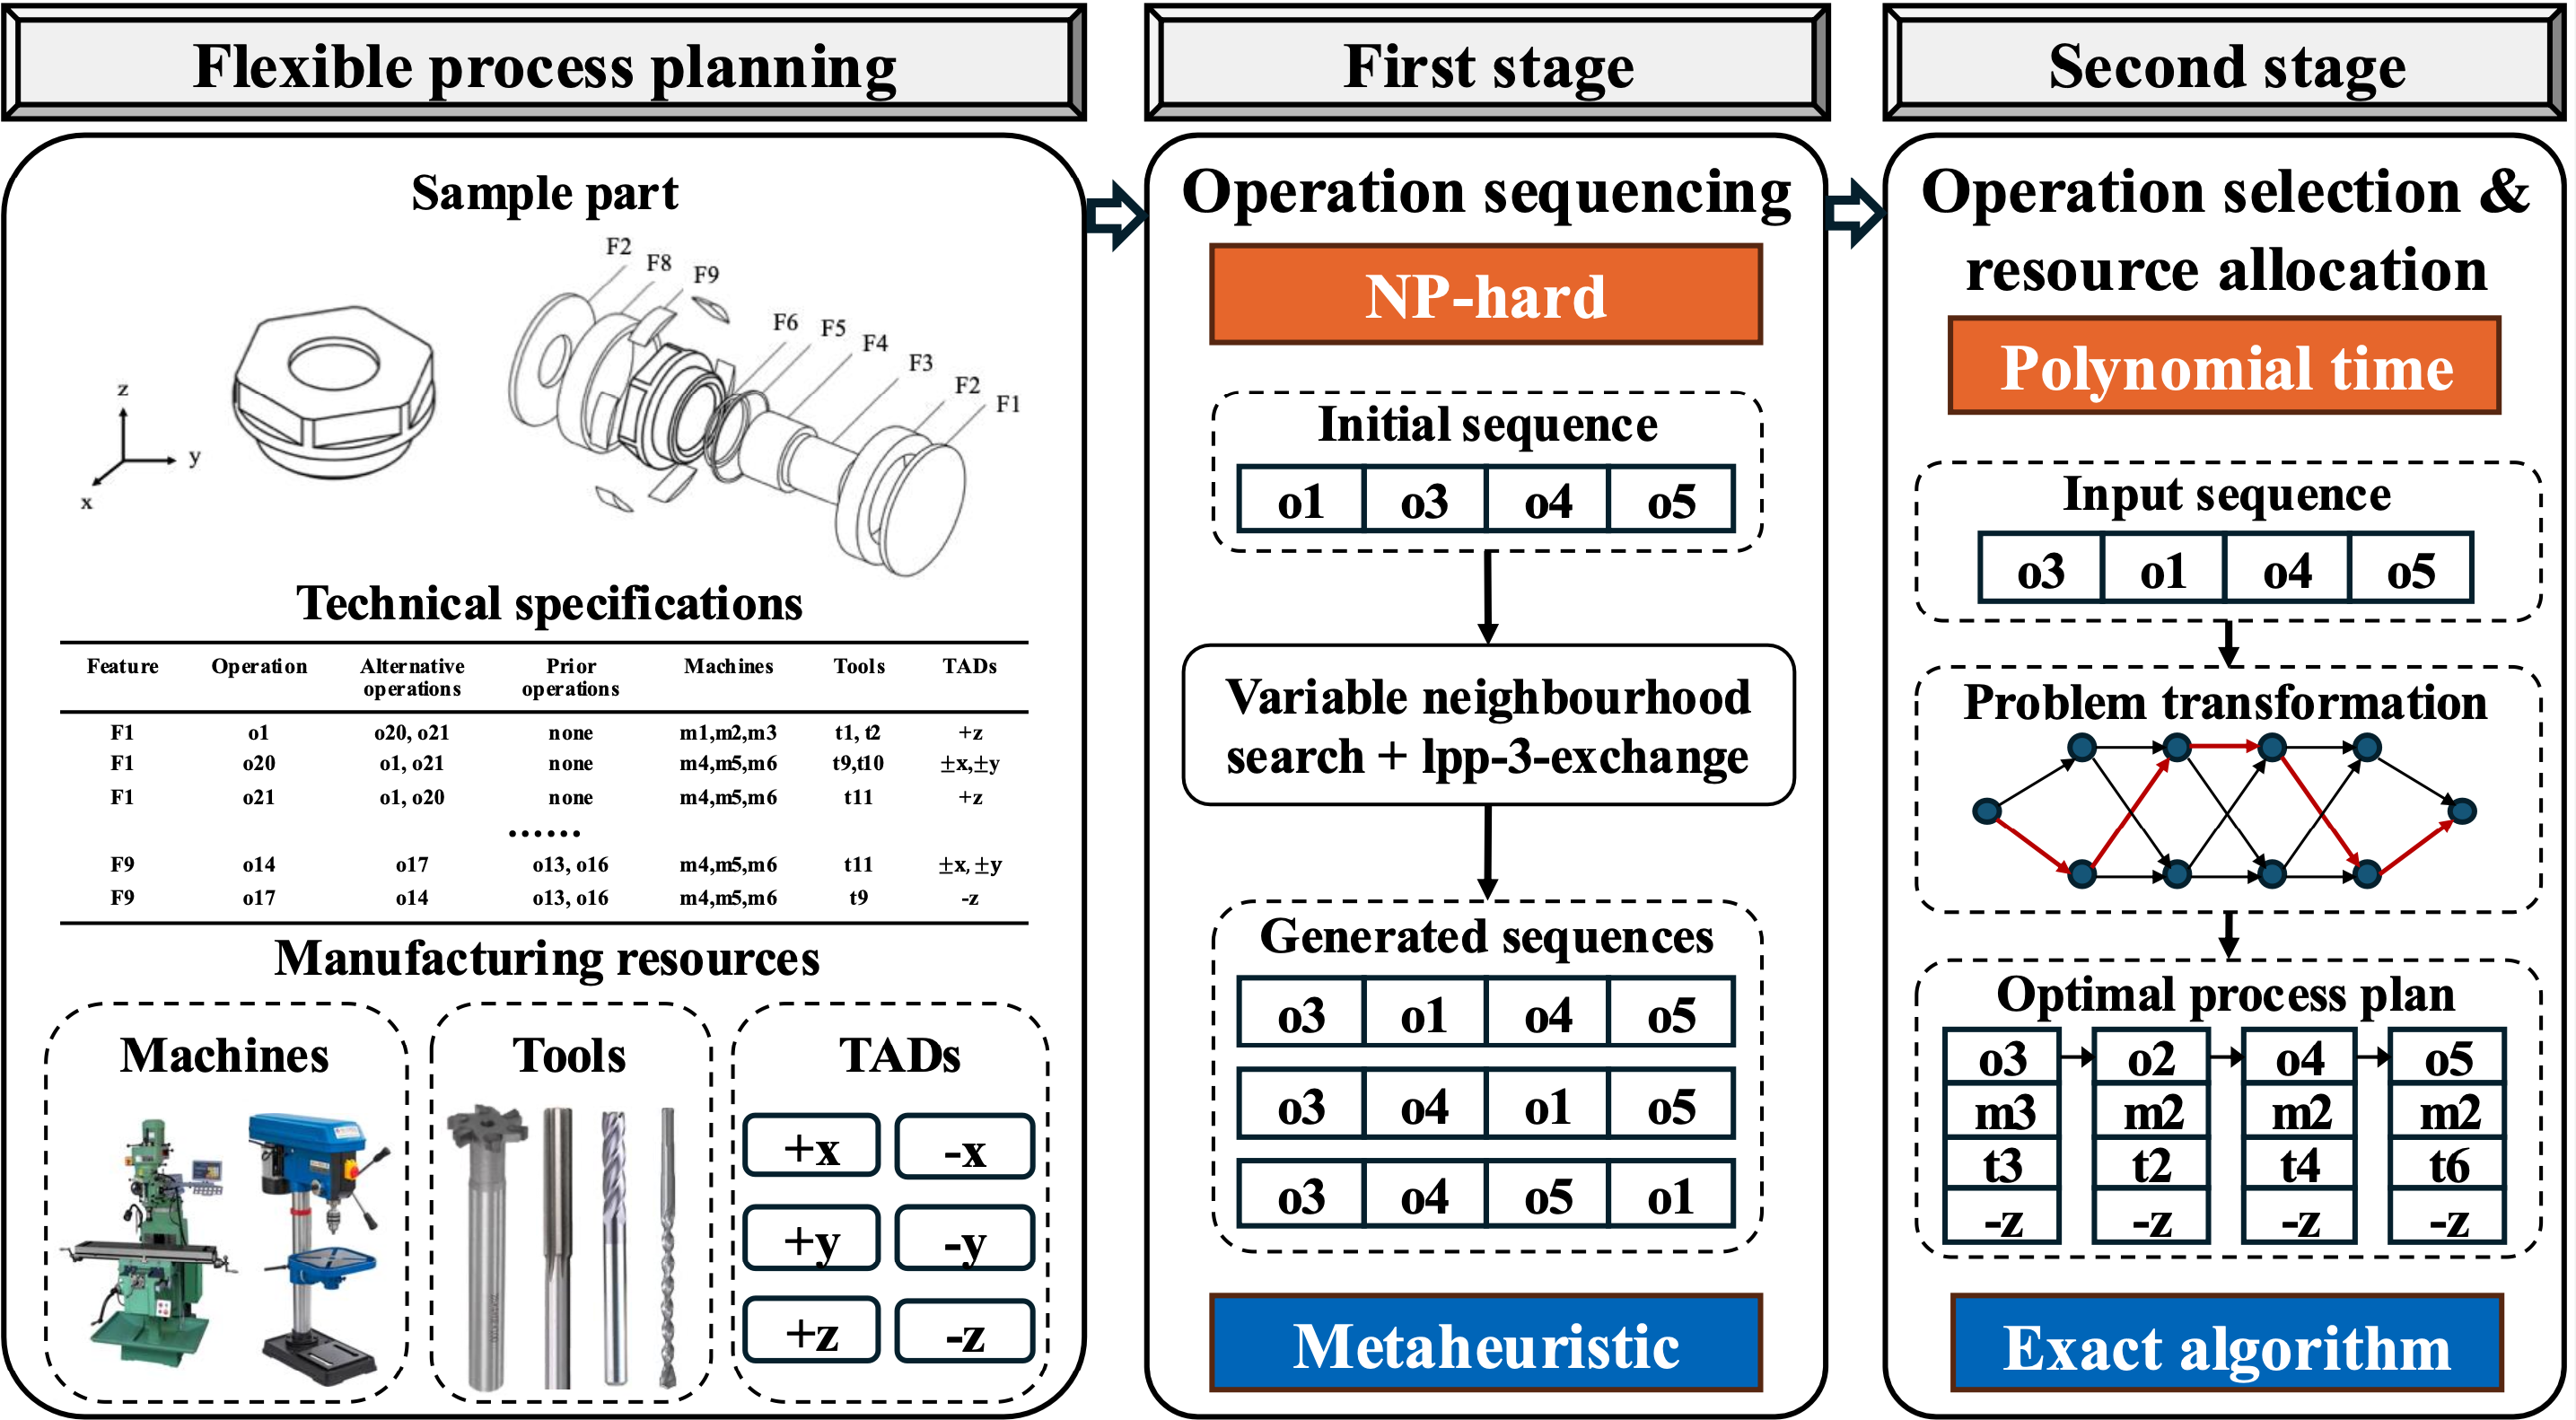 Flexible process planning
Sample part
F2
F8
F9
F6
F5
F4
F3
F2
F1
z
y
x
Technical specifications
Feature Operation Alternative operations Prior operations Machines Tools TADs
F1 o1 o20, o21 none m1,m2,m3 t1, t2 +z
F1 o20 o1, o21 none m4,m5,m6 t9,t10 ±x,±y
F1 o21 o1, o20 none m4,m5,m6 t11 +z
......
F9 o14 o17 o13, o16 m4,m5,m6 t11 ±x, ±y
F9 o17 o14 o13, o16 m4,m5,m6 t9 -z
Manufacturing resources
Machines
Tools
TADs
+x -x
+y -y
+z -z
First stage
Operation sequencing
NP-hard
Initial sequence
o1 o3 o4 o5
Variable neighbourhood
search + lpp-3-exchange
Generated sequences
o3 o1 o4 o5
o3 o4 o1 o5
o3 o4 o5 o1
Metaheuristic
Second stage
Operation selection &
resource allocation
Polynomial time
Input sequence
o3 o1 o4 o5
Problem transformation
Optimal process plan
o3 o2 o4 o5
m3 m2 m2 m2
t3 t2 t4 t6
-z -z -z -z
Exact algorithm